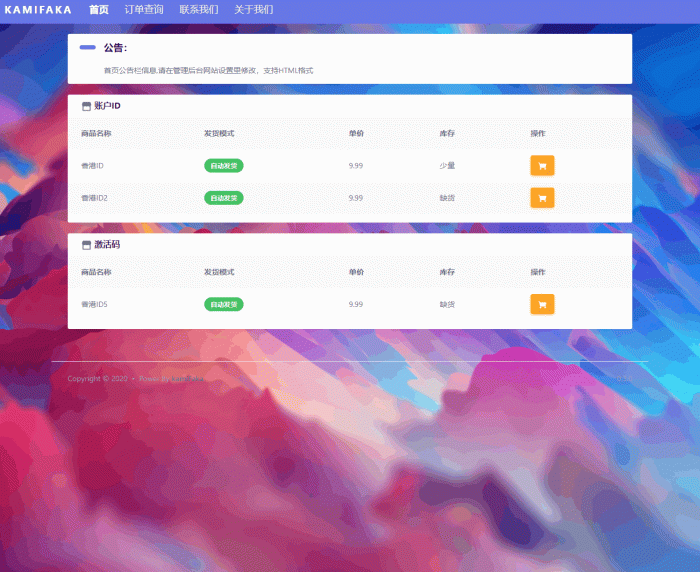 KAMIFAKA 首页 订单查询 联系我们 关于我们
公告：
首页公告栏信息,请在管理后台网站设置里修改，支持HTML格式
账户ID
商品名称 发货模式 单价 库存 操作
香港ID 自动发货 9.99 少量
香港ID2 自动发货 9.99 缺货
激活码
商品名称 发货模式 单价 库存 操作
香港ID5 自动发货 9.99 缺货
Copyright © 2020 •